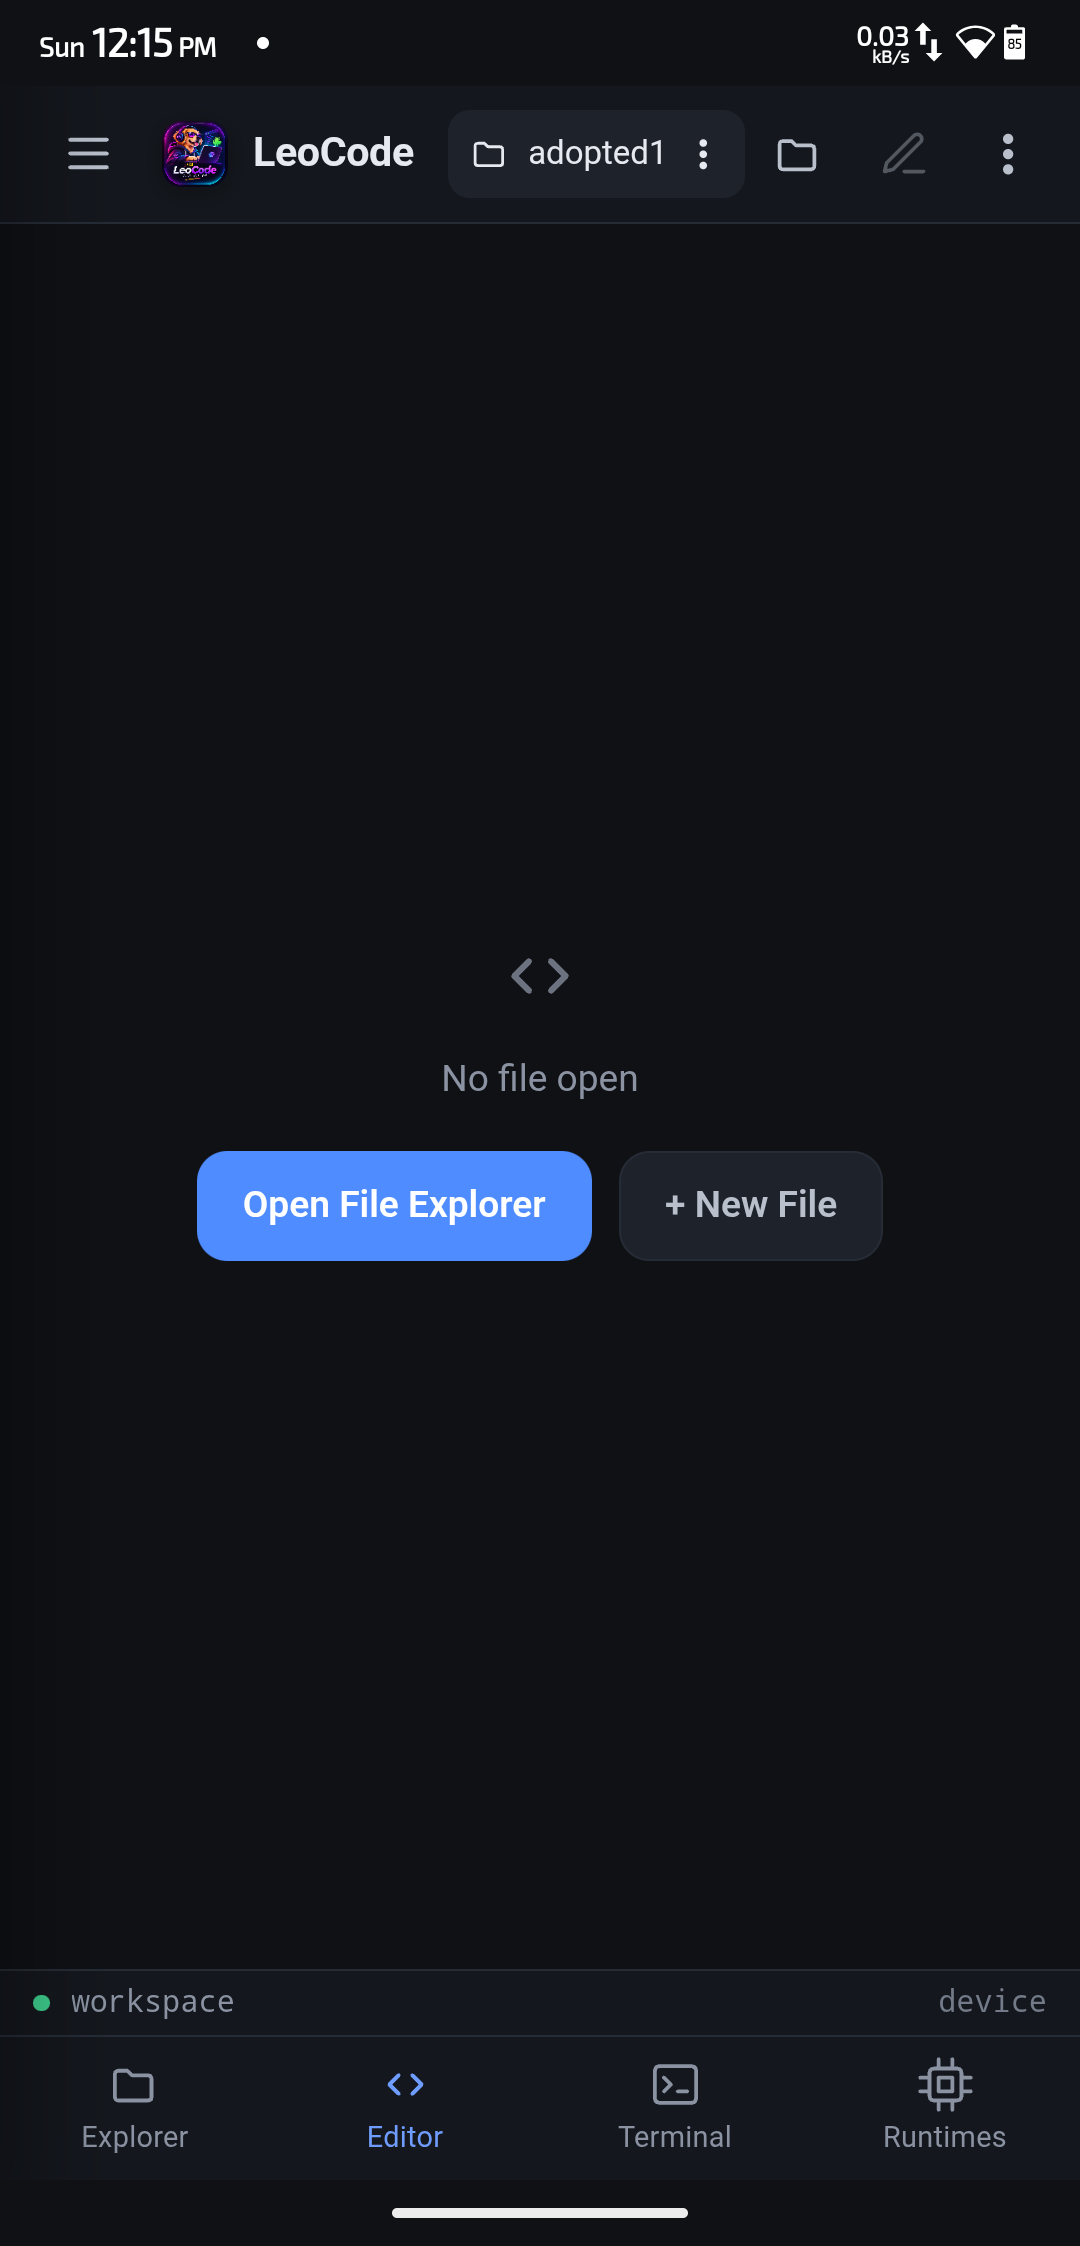 Sun 12:15 PM
0.03
kB/s
85
LeoCode
LeoCode
adopted1
No file open
Open File Explorer
+ New File
workspace
device
Explorer
Editor
Terminal
Runtimes